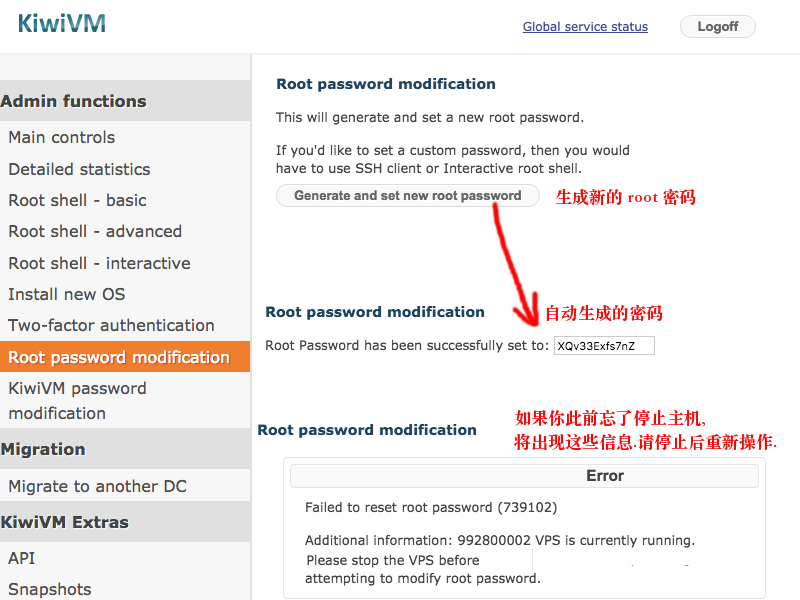 KiwiVM
Global service status
Logoff
Admin functions
Main controls
Detailed statistics
Root shell - basic
Root shell - advanced
Root shell - interactive
Install new OS
Two-factor authentication
Root password modification
KiwiVM password
modification
Migration
Migrate to another DC
KiwiVM Extras
API
Snapshots
Root password modification
This will generate and set a new root password.
If you'd like to set a custom password, then you would
have to use SSH client or Interactive root shell.
Generate and set new root password
生成新的 root 密码
自动生成的密码
Root password modification
Root Password has been successfully set to: XQv33Exfs7nZ
如果你此前忘了停止主机,
将出现这些信息.请停止后重新操作.
Root password modification
Error
Failed to reset root password (739102)
Additional information: 992800002 VPS is currently running.
Please stop the VPS before
attempting to modify root password.